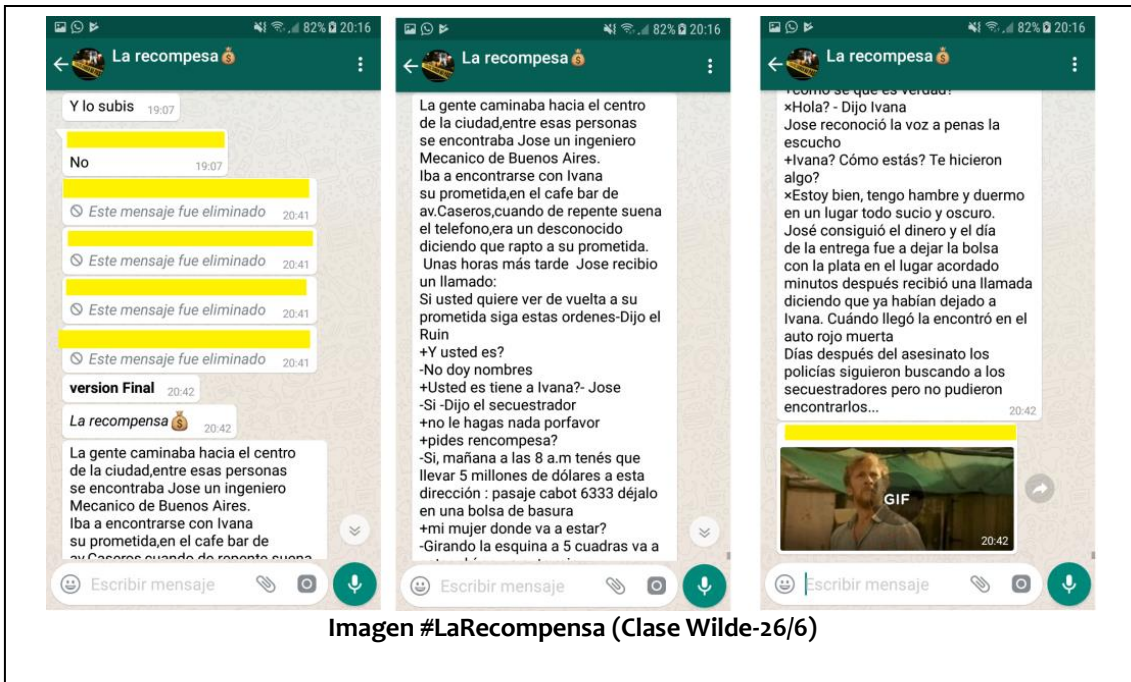 82% 20:16
La recompesa💰
Y lo subis 19:07
No 19:07
Este mensaje fue eliminado 20:41
Este mensaje fue eliminado 20:41
Este mensaje fue eliminado 20:41
Este mensaje fue eliminado 20:41
version Final 20:42
La recompensa💰 20:42
La gente caminaba hacia el centro
de la ciudad,entre esas personas
se encontraba Jose un ingeniero
Mecanico de Buenos Aires.
Iba a encontrarse con Ivana
su prometida,en el cafe bar de
av.Caseros,cuando de repente suena
Escribir mensaje
82% 20:16
La recompesa💰
La gente caminaba hacia el centro
de la ciudad,entre esas personas
se encontraba Jose un ingeniero
Mecanico de Buenos Aires.
Iba a encontrarse con Ivana
su prometida,en el cafe bar de
av.Caseros,cuando de repente suena
el telefono,era un desconocido
diciendo que rapto a su prometida.
Unas horas más tarde Jose recibio
un llamado:
Si usted quiere ver de vuelta a su
prometida siga estas ordenes-Dijo el
Ruin
+Y usted es?
-No doy nombres
+Usted es tiene a Ivana?- Jose
-Si -Dijo el secuestrador
+no le hagas nada porfavor
+pides rencompesa?
-Si, mañana a las 8 a.m tenés que
llevar 5 millones de dólares a esta
dirección : pasaje cabot 6333 déjalo
en una bolsa de basura
+mi mujer donde va a estar?
-Girando la esquina a 5 cuadras va a
Escribir mensaje
82% 20:16
La recompesa💰
+como se que es verdad?
×Hola? - Dijo Ivana
Jose reconoció la voz a penas la
escucho
+Ivana? Cómo estás? Te hicieron
algo?
×Estoy bien, tengo hambre y duermo
en un lugar todo sucio y oscuro.
José consiguió el dinero y el día
de la entrega fue a dejar la bolsa
con la plata en el lugar acordado
minutos después recibió una llamada
diciendo que ya habían dejado a
Ivana. Cuándo llegó la encontró en el
auto rojo muerta
Días después del asesinato los
policías siguieron buscando a los
secuestradores pero no pudieron
encontrarlos... 20:42
GIF
20:42
Escribir mensaje
Imagen #LaRecompensa (Clase Wilde-26/6)